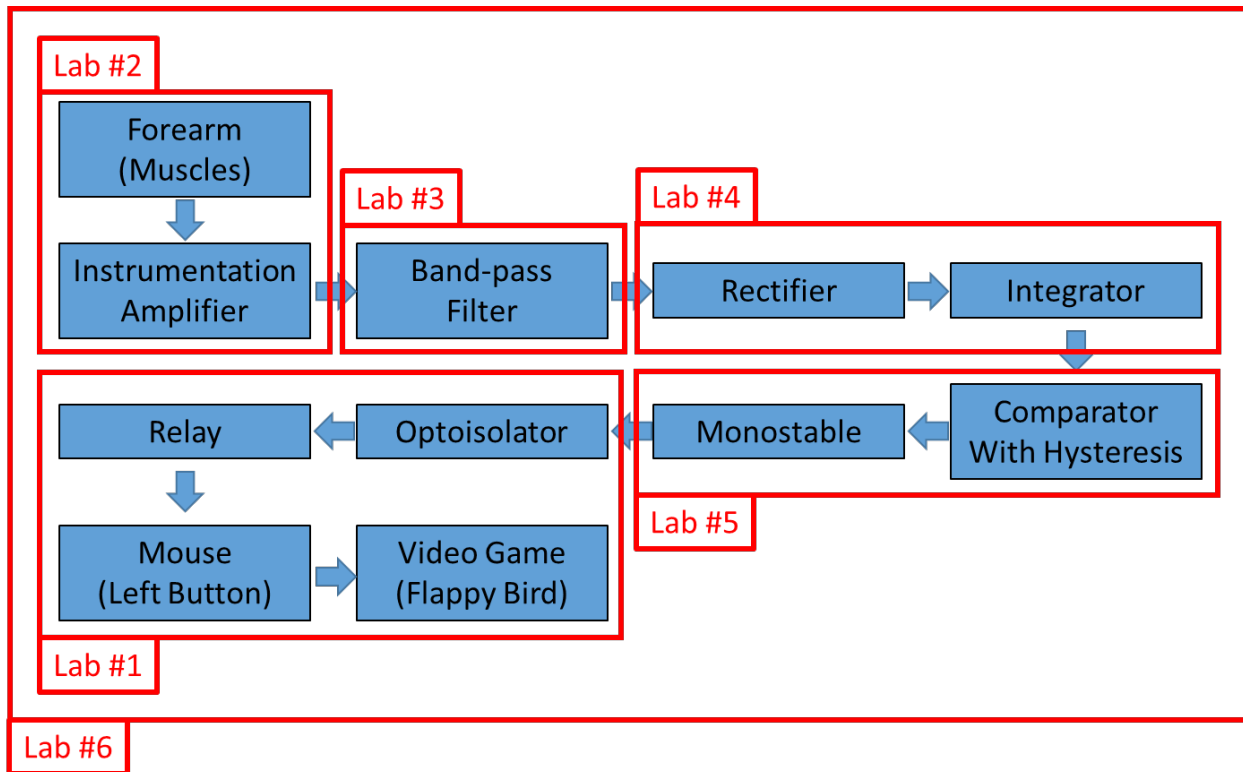 Lab #2
Forearm
(Muscles)
Instrumentation
Amplifier
Lab #3
Band-pass
Filter
Lab #4
Rectifier
Integrator
Comparator
With Hysteresis
Monostable
Lab #5
Optoisolator
Relay
Mouse
(Left Button)
Video Game
(Flappy Bird)
Lab #1
Lab #6